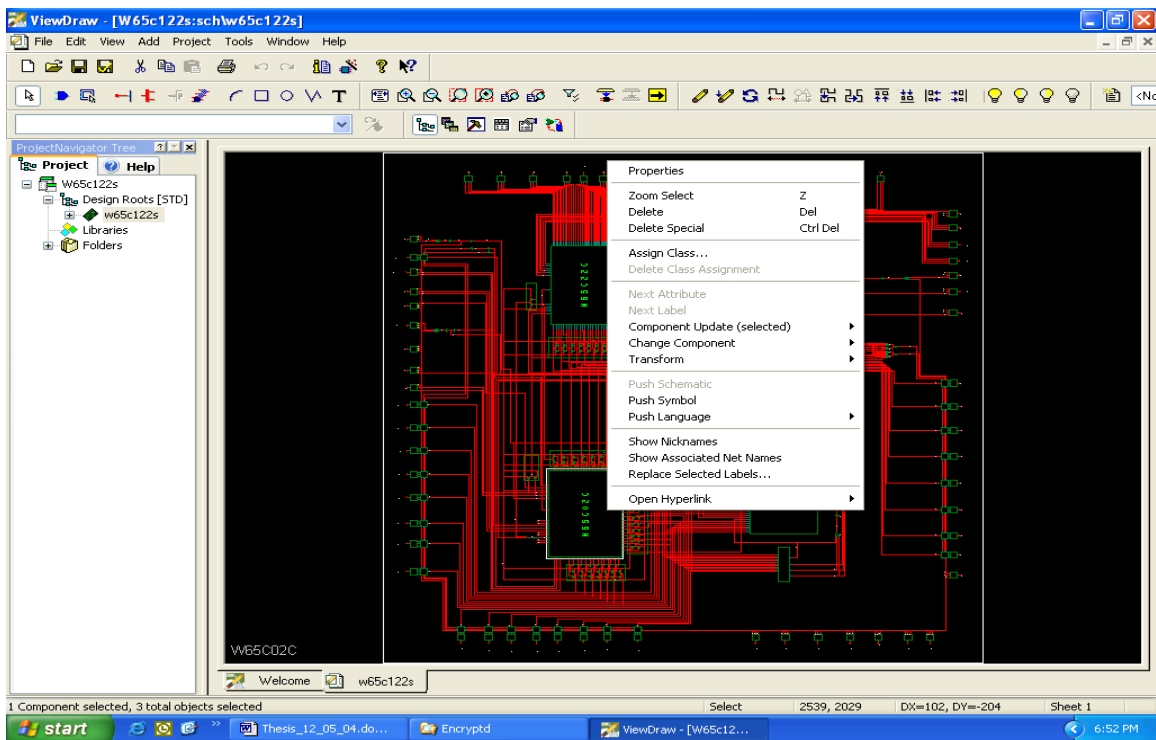 ViewDraw - [W65c122s:sch\w65c122s]
File Edit View Add Project Tools Window Help
<No
ProjectNavigator Tree
Project Help
W65c122s
Design Roots [STD]
w65c122s
Libraries
Folders
W65C22C
W65C02C
Properties
Zoom Select Z
Delete Del
Delete Special Ctrl Del
Assign Class...
Delete Class Assignment
Next Attribute
Next Label
Component Update (selected)
Change Component
Transform
Push Schematic
Push Symbol
Push Language
Show Nicknames
Show Associated Net Names
Replace Selected Labels...
Open Hyperlink
W65C02C
Welcome w65c122s
1 Component selected, 3 total objects selected Select 2539, 2029 DX=102, DY=-204 Sheet 1
start Thesis_12_05_04.do... Encryptd ViewDraw - [W65c12... 6:52 PM